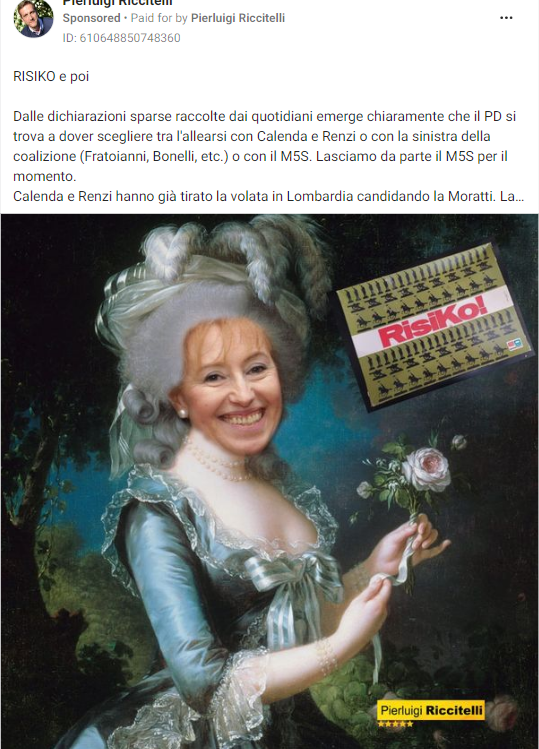 Pierluigi Riccitelli
Sponsored • Paid for by Pierluigi Riccitelli
ID: 610648850748360
RISIKO e poi
Dalle dichiarazioni sparse raccolte dai quotidiani emerge chiaramente che il PD si
trova a dover scegliere tra l'allearsi con Calenda e Renzi o con la sinistra della
coalizione (Fratoianni, Bonelli, etc.) o con il M5S. Lasciamo da parte il M5S per il
momento.
Calenda e Renzi hanno già tirato la volata in Lombardia candidando la Moratti. La...
RisiKo!
Pierluigi Riccitelli